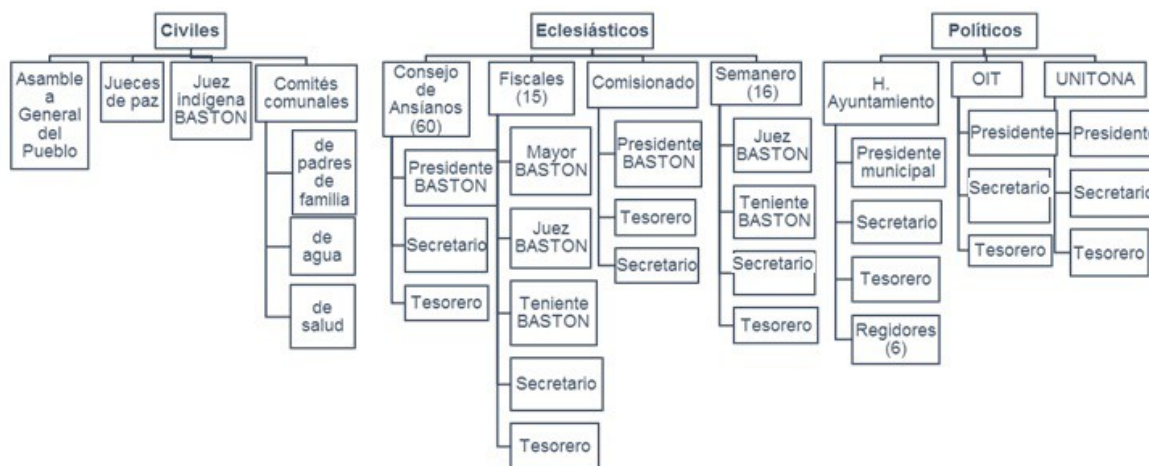 Civiles
Asamble
a
General
del
Pueblo
Jueces
de paz
Juez
indígena
BASTON
Comités
comunales
de
padres
de
familia
de
agua
de
salud
Eclesiásticos
Consejo
de
Ansíanos
(60)
Presidente
BASTON
Secretario
Tesorero
Fiscales
(15)
Mayor
BASTON
Juez
BASTON
Teniente
BASTON
Secretario
Tesorero
Comisionado
Presidente
BASTON
Tesorero
Secretario
Semanero
(16)
Juez
BASTON
Teniente
BASTON
Secretario
Tesorero
Políticos
H.
Ayuntamiento
Presidente
municipal
Secretario
Tesorero
Regidores
(6)
OIT
Presidente
Secretario
Tesorero
UNITONA
Presidente
Secretario
Tesorero